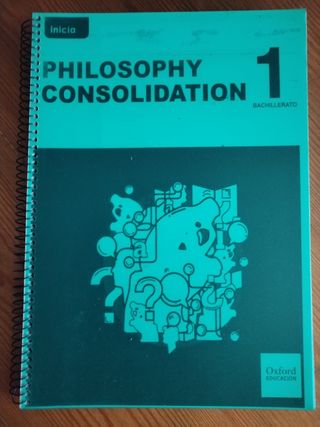 inicia
PHILOSOPHY
CONSOLIDATION
1
BACHILLERATO
Oxford
EDUCACIÓN